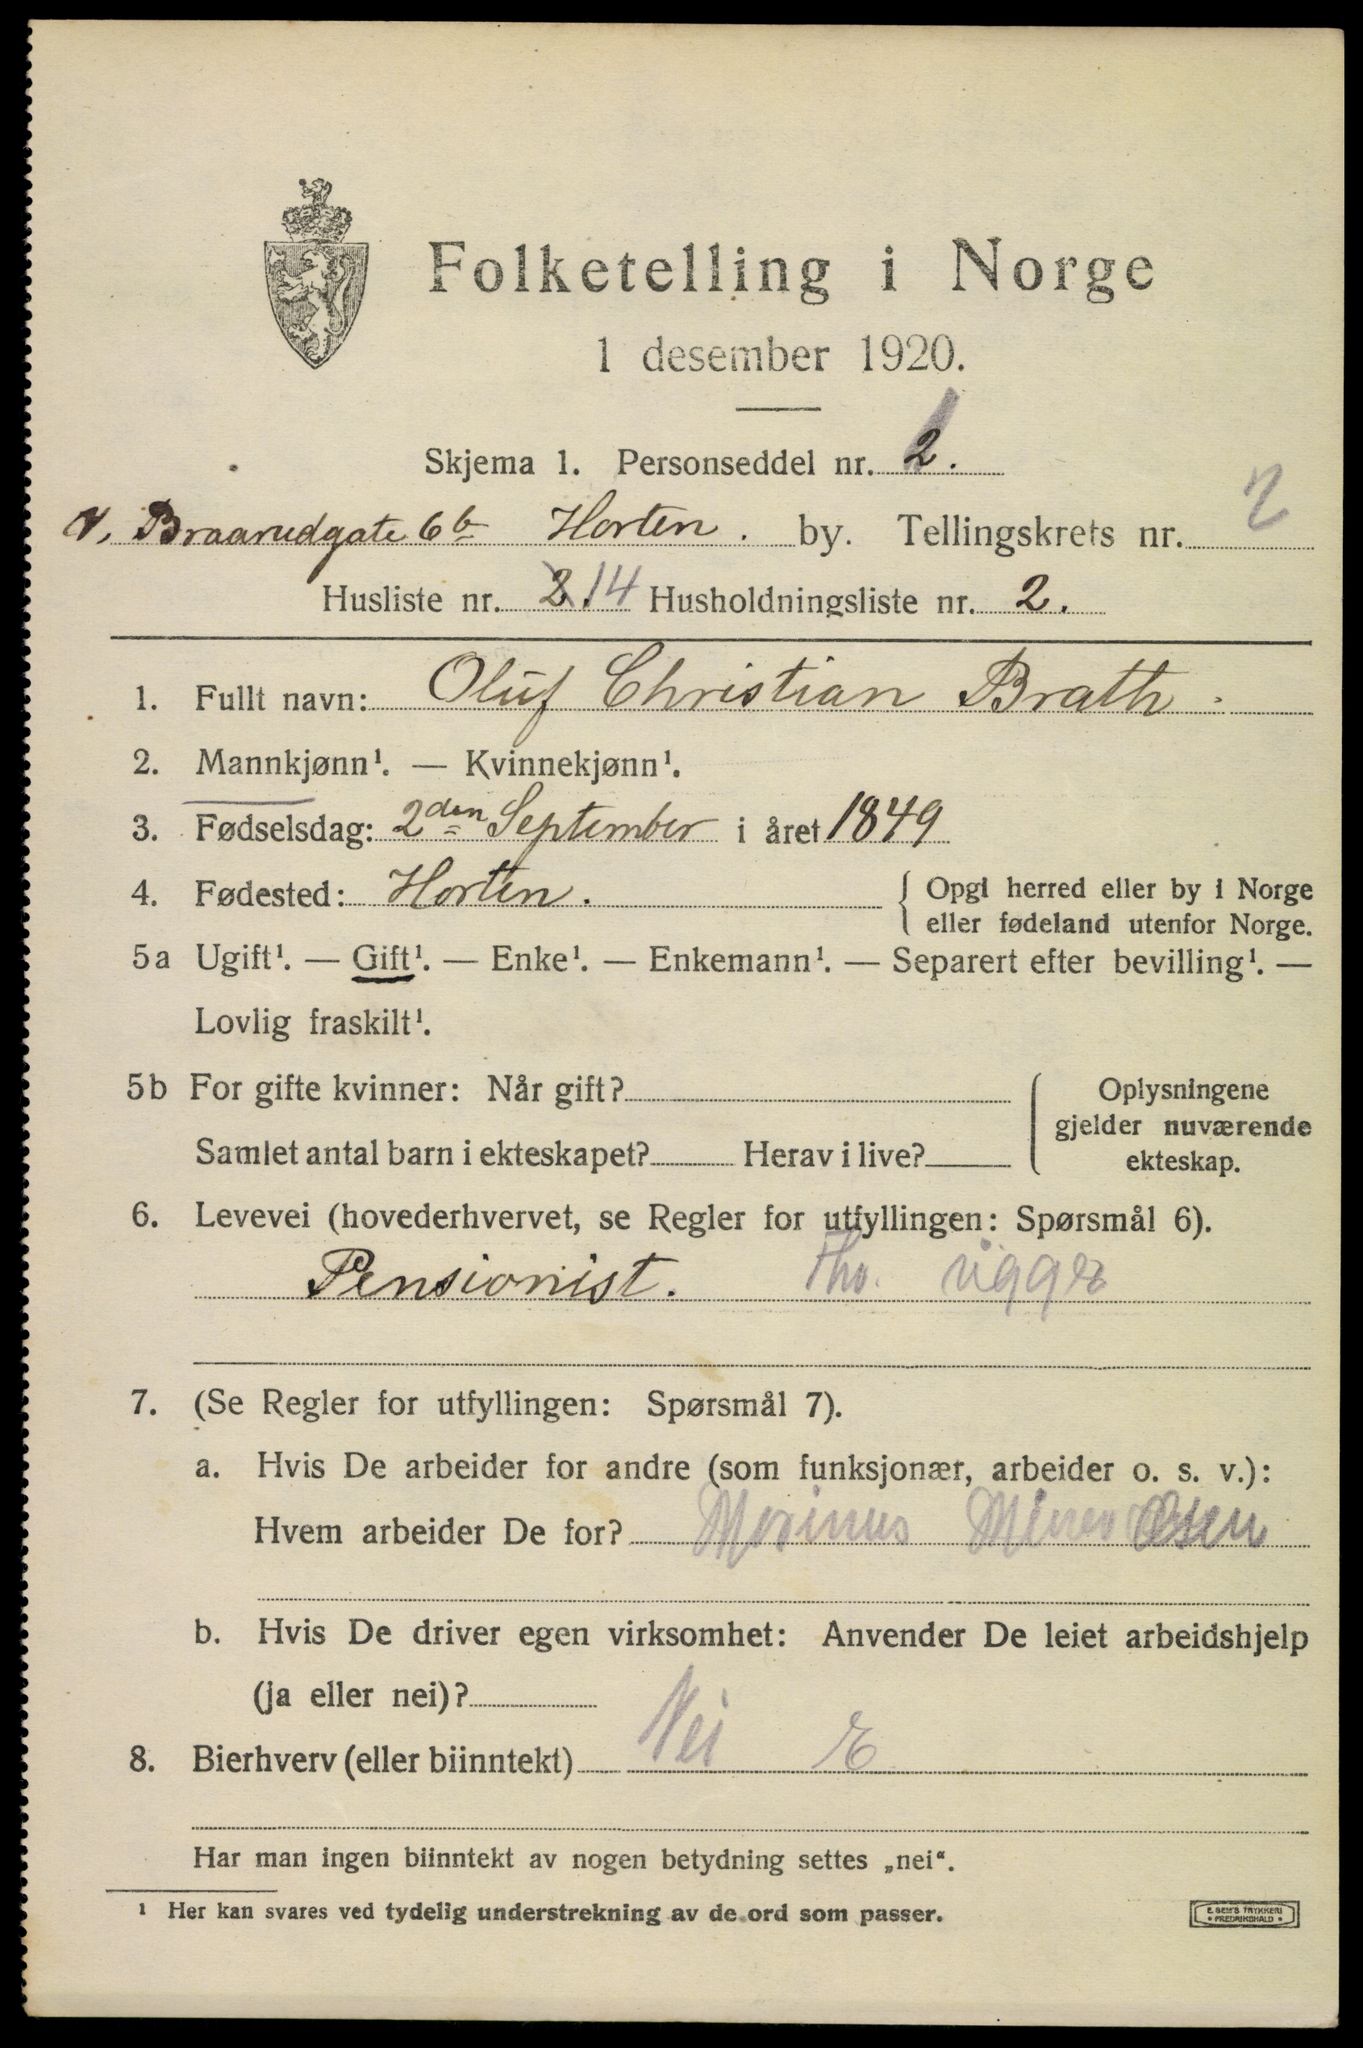 Folketelling i Norge
1 desember 1920.
Skjema 1. Personseddel nr. 2.
V. Braarudgate 6b Horten. by. Tellingskrets nr. 2
Husliste nr. 2. 14 Husholdningsliste nr. 2.
1. Fullt navn: Oluf Christian Brath.
2. Mannkjønn¹. — Kvinnekjønn¹.
3. Fødselsdag: 2den September i året 1849
4. Fødested: Horten. { Opgi herred eller by i Norge
eller fødeland utenfor Norge.
5a Ugift¹. — Gift¹. — Enke¹. — Enkemann¹. — Separert efter bevilling¹. —
Lovlig fraskilt¹.
5b For gifte kvinner: Når gift? { Oplysningene
gjelder nuværende
Samlet antal barn i ekteskapet? Herav i live? ekteskap.
6. Levevei (hovederhvervet, se Regler for utfyllingen: Spørsmål 6).
Pensionist.
7. (Se Regler for utfyllingen: Spørsmål 7).
a. Hvis De arbeider for andre (som funksjonær, arbeider o. s. v.):
Hvem arbeider De for?
b. Hvis De driver egen virksomhet: Anvender De leiet arbeidshjelp
(ja eller nei)?
8. Bierhverv (eller biinntekt) Nei
Har man ingen biinntekt av nogen betydning settes „nei“.
¹ Her kan svares ved tydelig understrekning av de ord som passer.
E. SEM'S TRYKKERI
• FREDRIKSHALD •